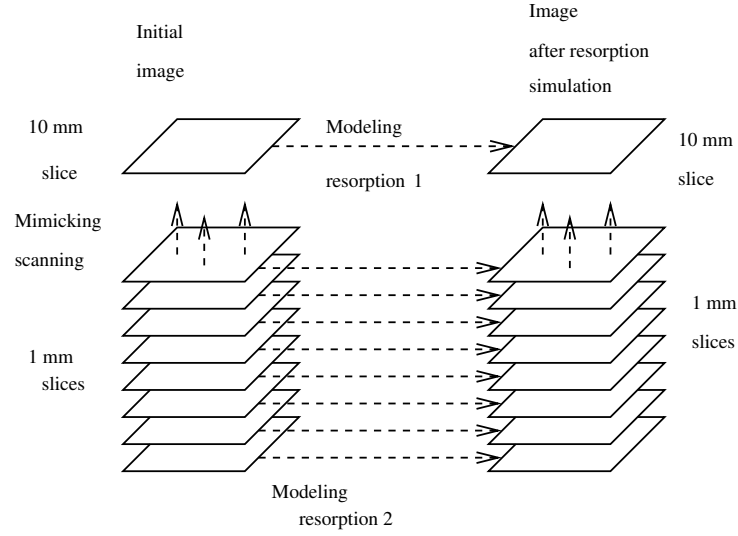 Initial
image
Image
after resorption
simulation
10 mm
slice
Modeling
resorption 1
10 mm
slice
Mimicking
scanning
1 mm
slices
1 mm
slices
Modeling
resorption 2